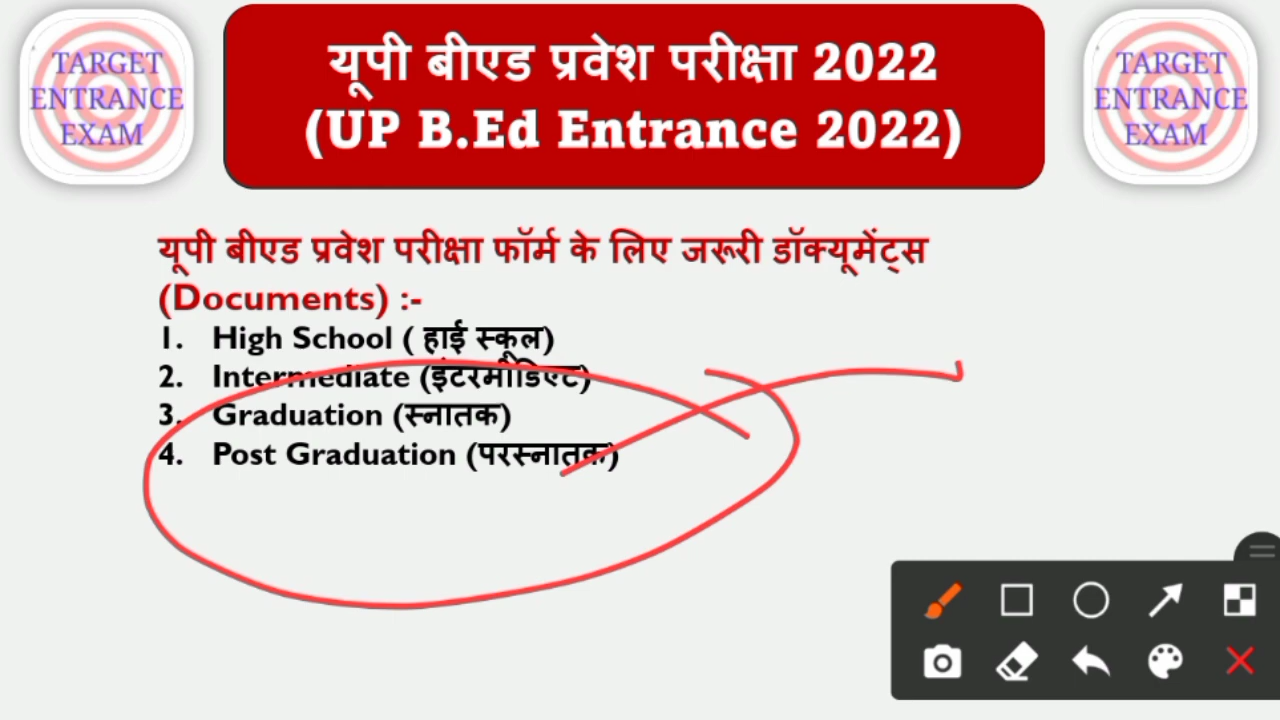 TARGET
ENTRANCE
EXAM
यूपी बीएड प्रवेश परीक्षा 2022
(UP B.Ed Entrance 2022)
TARGET
ENTRANCE
EXAM
यूपी बीएड प्रवेश परीक्षा फॉर्म के लिए जरूरी डॉक्यूमेंट्स
(Documents) :-
1. High School ( हाई स्कूल)
2. Intermediate (इंटरमीडिएट)
3. Graduation (स्नातक)
4. Post Graduation (परस्नातक)